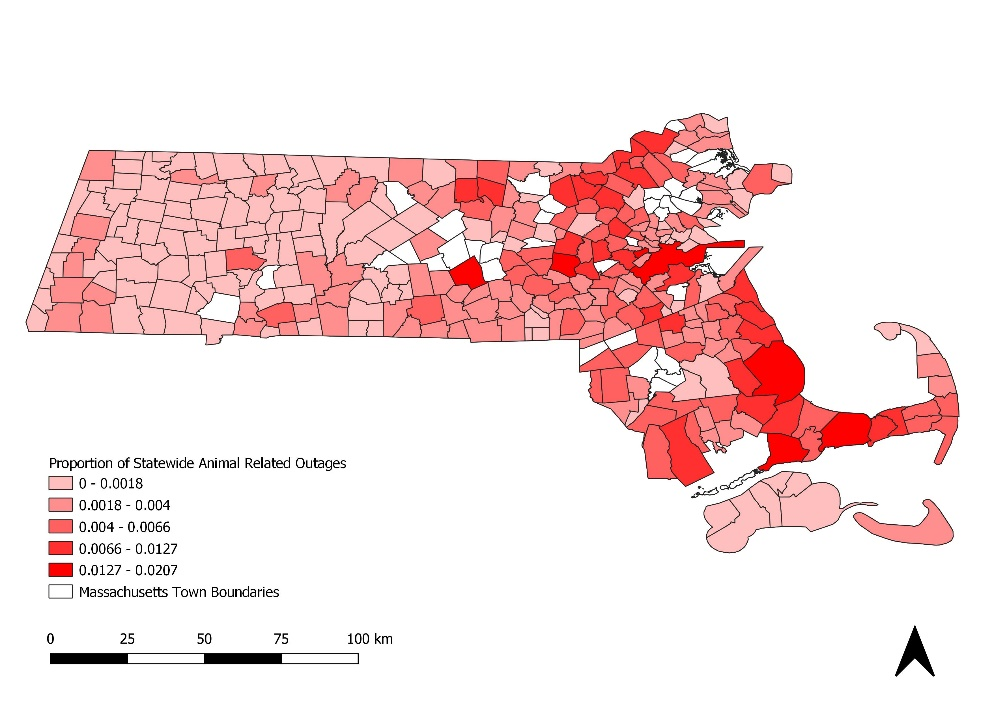 Proportion of Statewide Animal Related Outages
0 - 0.0018
0.0018 - 0.004
0.004 - 0.0066
0.0066 - 0.0127
0.0127 - 0.0207
Massachusetts Town Boundaries
0 25 50 75 100 km